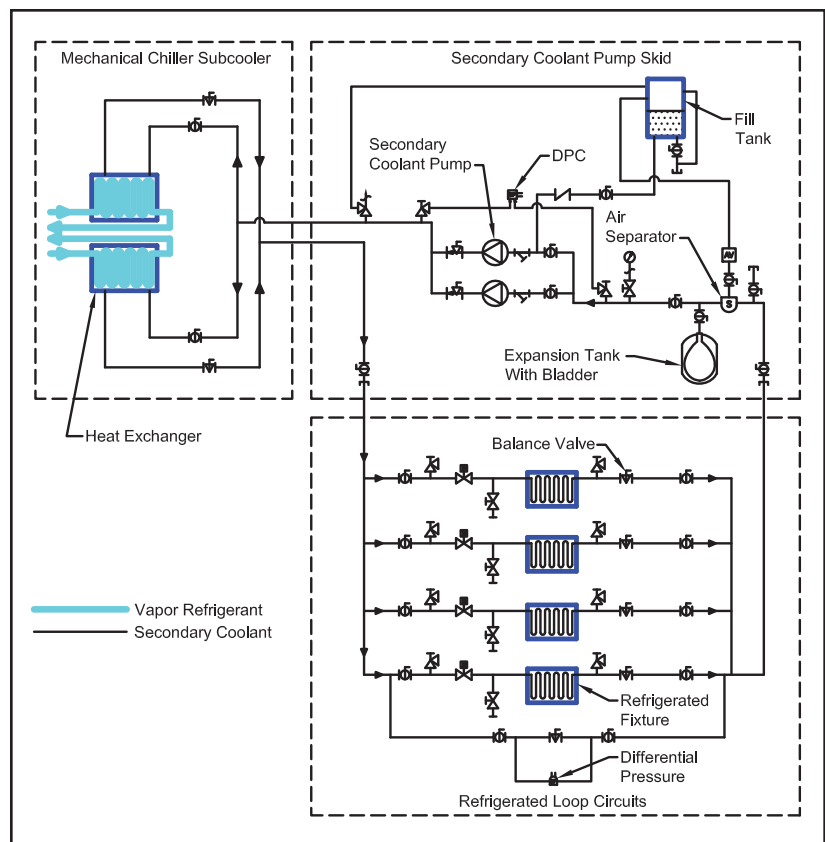 Mechanical Chiller Subcooler
Secondary Coolant Pump Skid
Fill
Tank
Secondary
Coolant Pump
DPC
Air
Separator
AV
S
Expansion Tank
With Bladder
Heat Exchanger
Balance Valve
Vapor Refrigerant
Secondary Coolant
Refrigerated
Fixture
Differential
Pressure
Refrigerated Loop Circuits